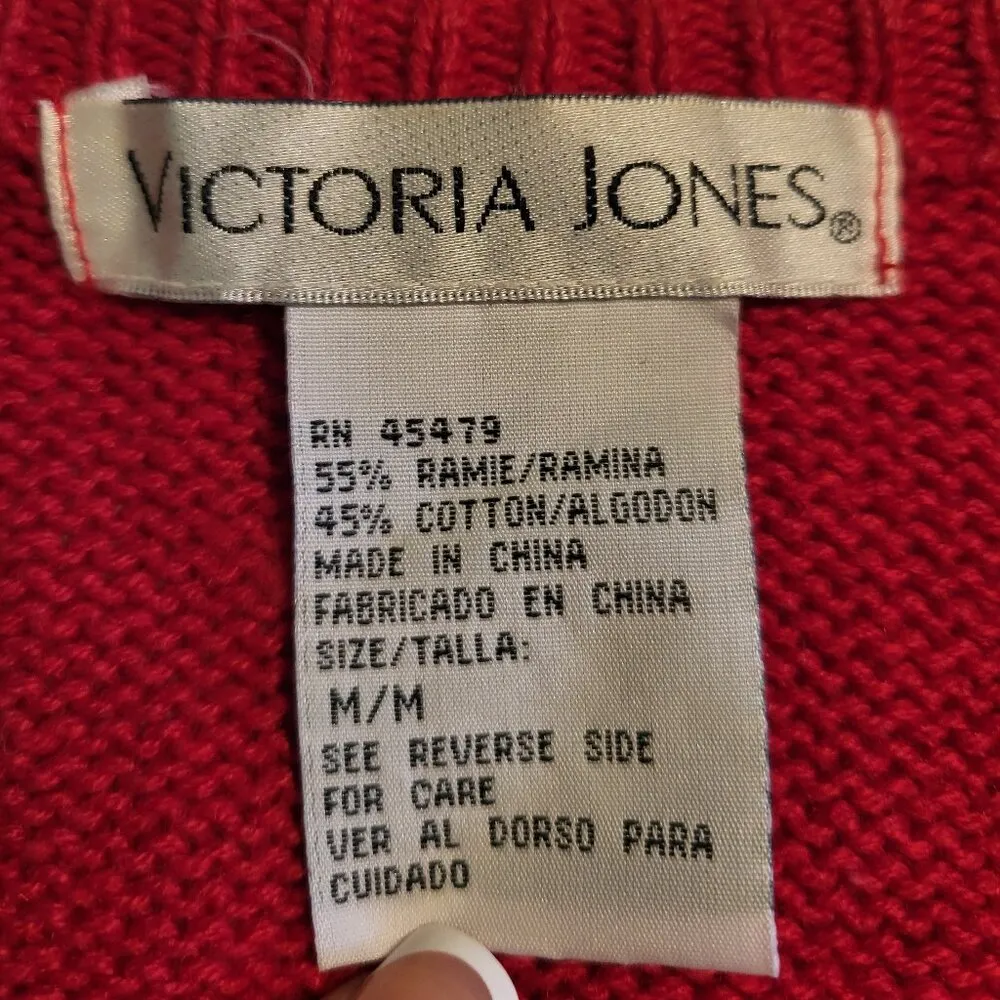 VICTORIA JONES®
RN 45479
55% RAMIE/RAMINA
45% COTTON/ALGODON
MADE IN CHINA
FABRICADO EN CHINA
SIZE/TALLA:
M/M
SEE REVERSE SIDE
FOR CARE
VER AL DORSO PARA
CUIDADO